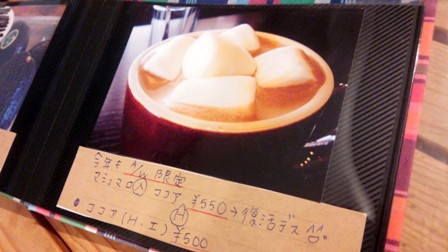 今年も A/W 限定
マシュマロ入ココア ¥550→復活デス
H
• ココア(H.I) ¥500